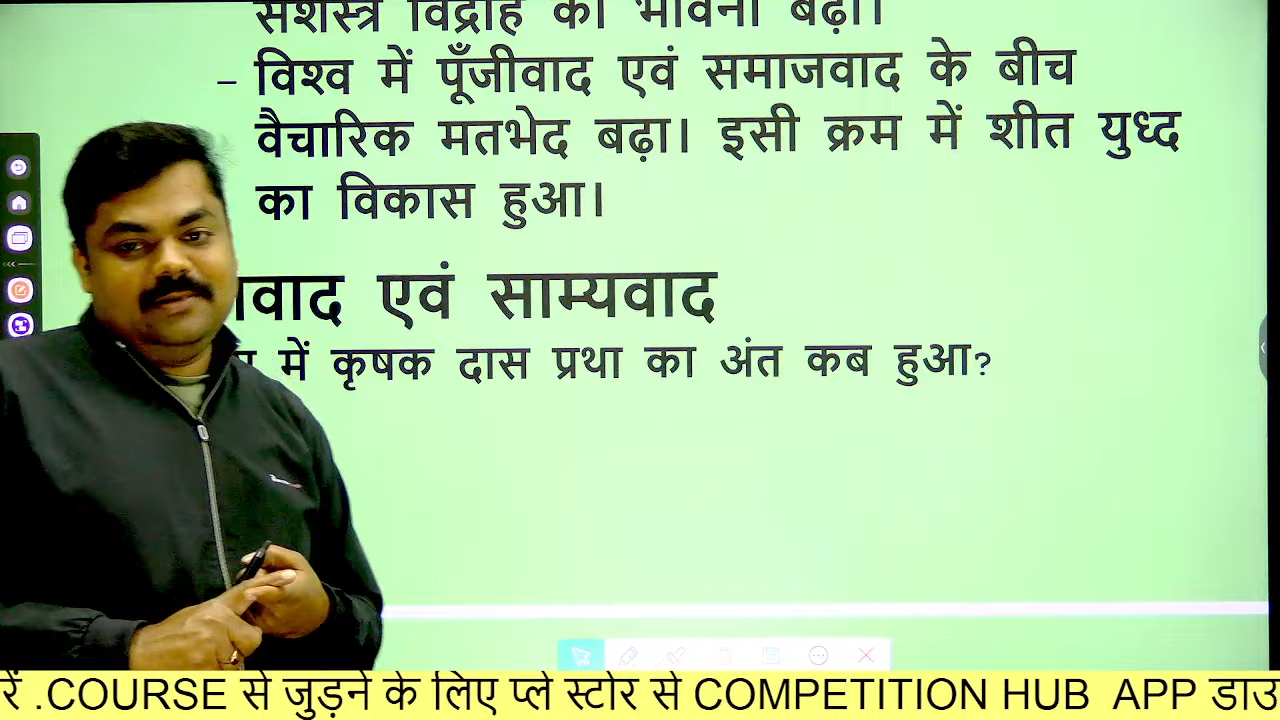 सशस्त्र विद्रोह की भावना बढ़ी।
– विश्व में पूँजीवाद एवं समाजवाद के बीच
वैचारिक मतभेद बढ़ा। इसी क्रम में शीत युध्द
का विकास हुआ।
वाद एवं साम्यवाद
में कृषक दास प्रथा का अंत कब हुआ?
रें .COURSE से जुड़ने के लिए प्ले स्टोर से COMPETITION HUB APP डाउ